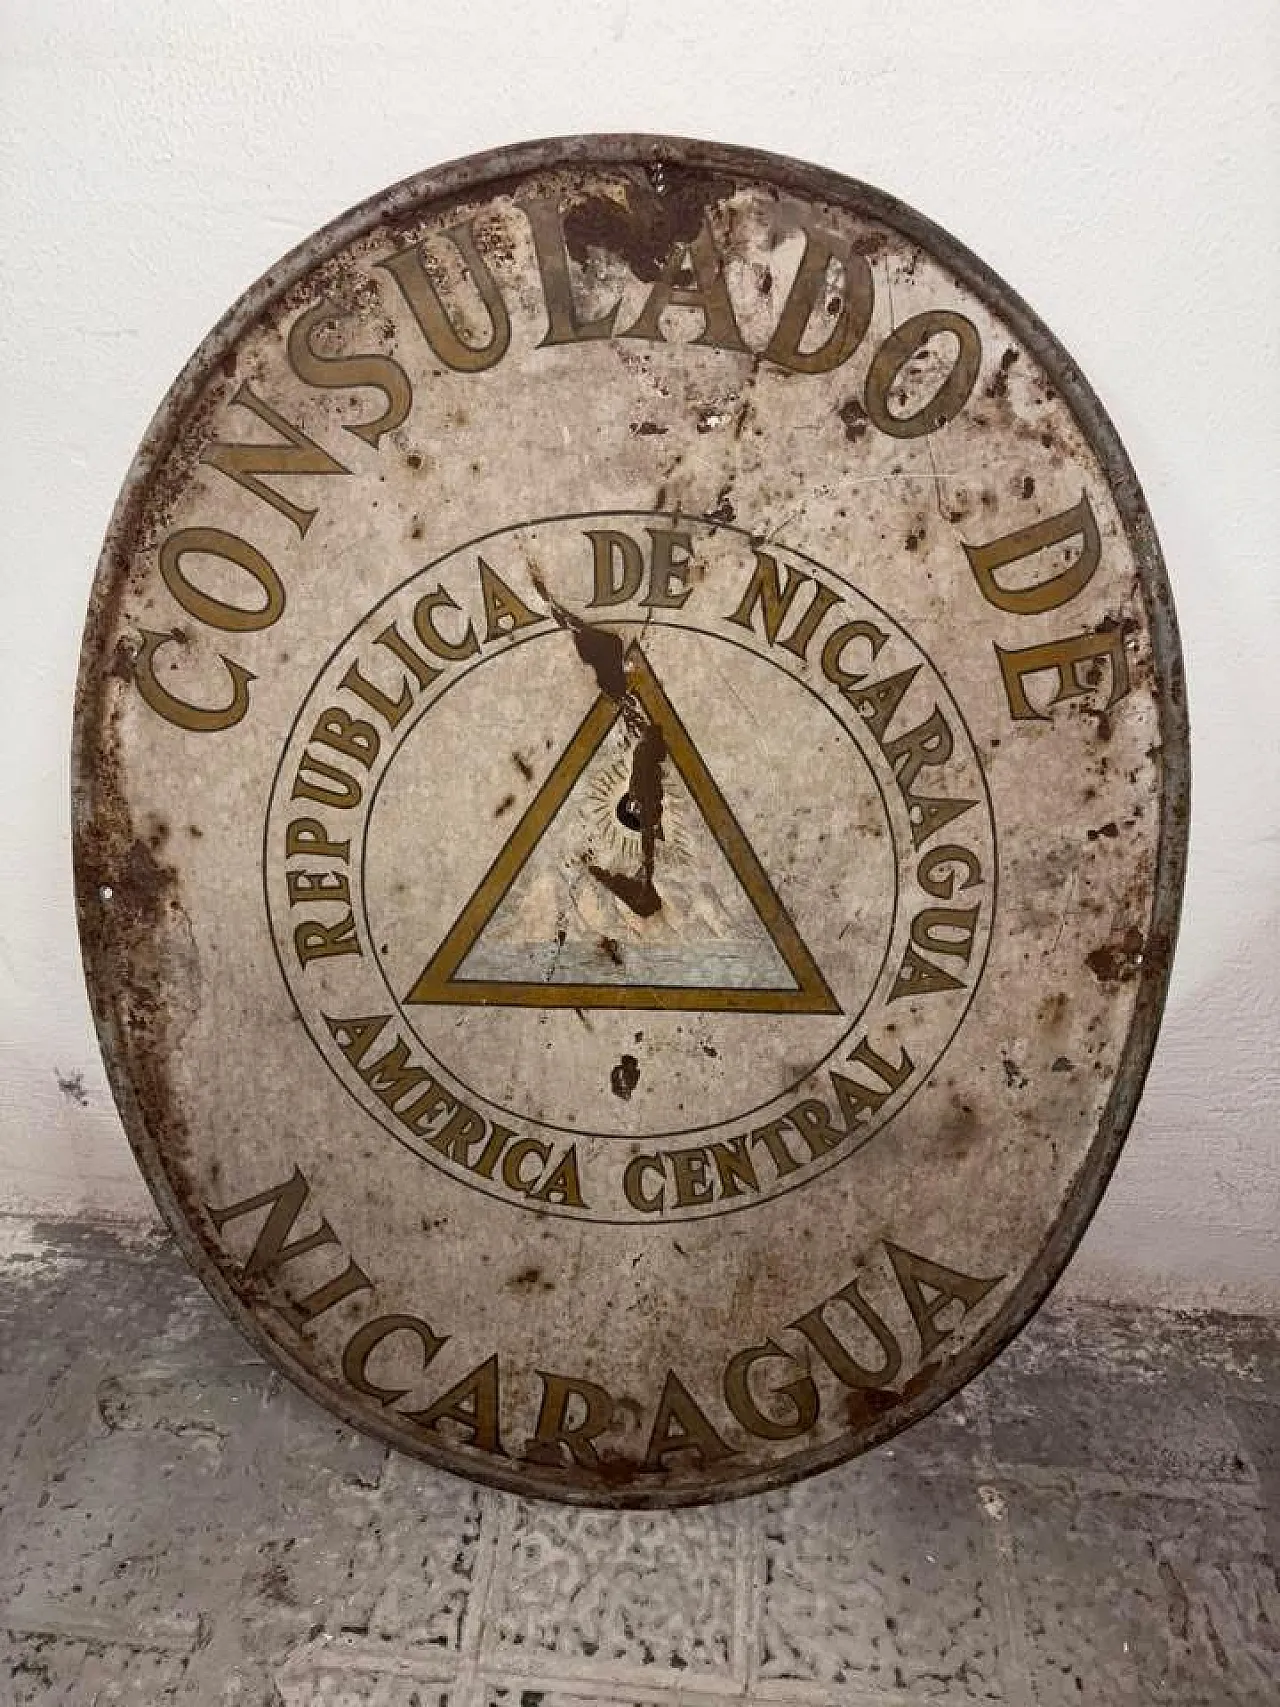 CONSULADO DE
REPUBLICA DE NICARAGUA
AMERICA CENTRAL
NICARAGUA